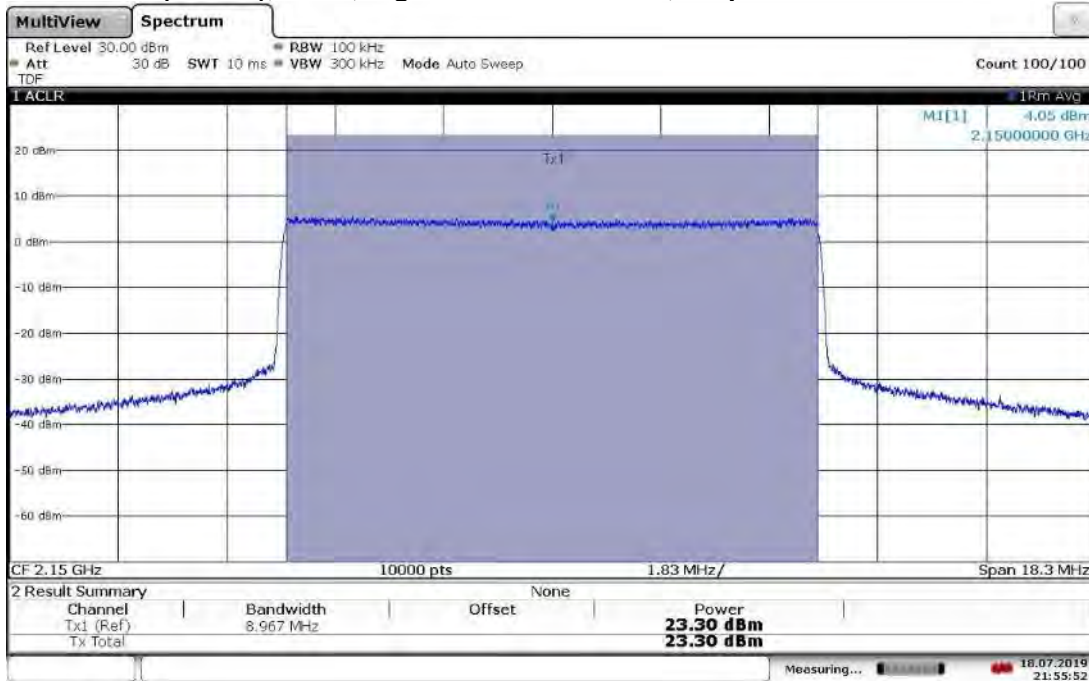 MultiView Spectrum
Ref Level 30.00 dBm RBW 100 kHz
Att 30 dB SWT 10 ms VBW 300 kHz Mode Auto Sweep Count 100/100
TDF
1 ACLR 1Rm Avg
M1[1] 4.05 dBm
2.15000000 GHz
20 dBm
Tx1
10 dBm
M1
0 dBm
-10 dBm
-20 dBm
-30 dBm
-40 dBm
-50 dBm
-60 dBm
CF 2.15 GHz 10000 pts 1.83 MHz/ Span 18.3 MHz
2 Result Summary None
Channel Bandwidth Offset Power
Tx1 (Ref) 8.967 MHz 23.30 dBm
Tx Total 23.30 dBm
Measuring... 18.07.2019
21:55:52